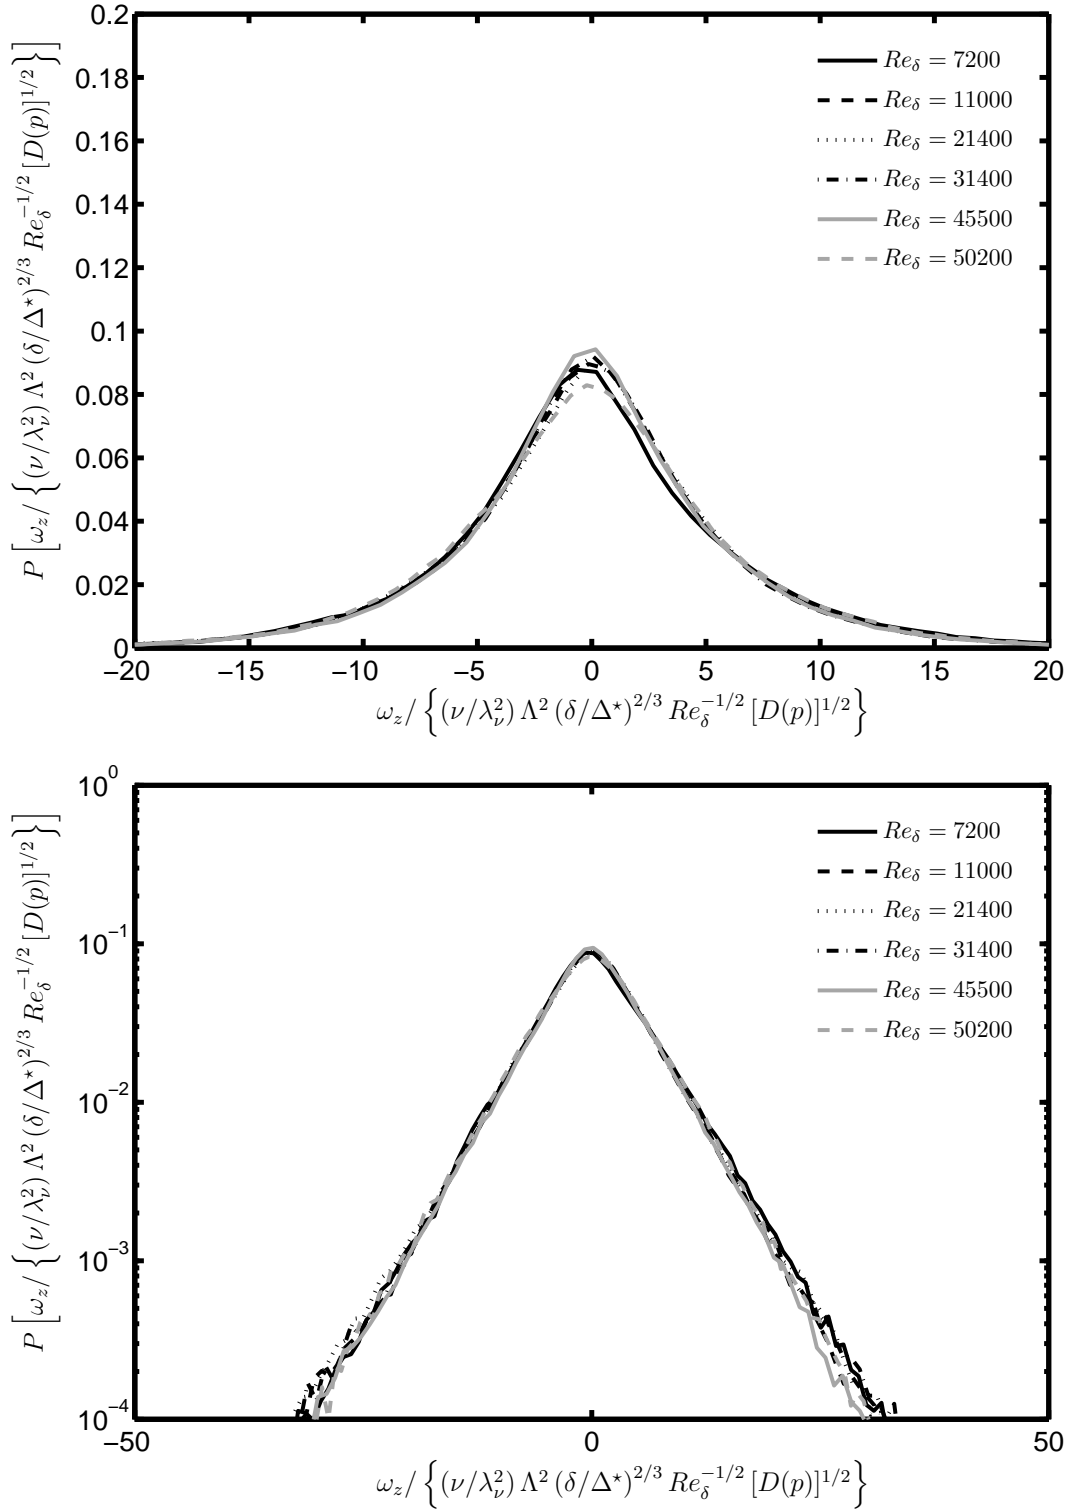 P [ω_z/ {(ν/λ_ν^2) Λ^2 (δ/Δ^⋆)^{2/3} Re_δ^{−1/2} [D(p)]^{1/2}}]
0.2
0.18
0.16
0.14
0.12
0.1
0.08
0.06
0.04
0.02
0
Re_δ = 7200
Re_δ = 11000
Re_δ = 21400
Re_δ = 31400
Re_δ = 45500
Re_δ = 50200
−20 −15 −10 −5 0 5 10 15 20
ω_z/ {(ν/λ_ν^2) Λ^2 (δ/Δ^⋆)^{2/3} Re_δ^{−1/2} [D(p)]^{1/2}}
P [ω_z/ {(ν/λ_ν^2) Λ^2 (δ/Δ^⋆)^{2/3} Re_δ^{−1/2} [D(p)]^{1/2}}]
10^0
10^{−1}
10^{−2}
10^{−3}
10^{−4}
Re_δ = 7200
Re_δ = 11000
Re_δ = 21400
Re_δ = 31400
Re_δ = 45500
Re_δ = 50200
−50 0 50
ω_z/ {(ν/λ_ν^2) Λ^2 (δ/Δ^⋆)^{2/3} Re_δ^{−1/2} [D(p)]^{1/2}}